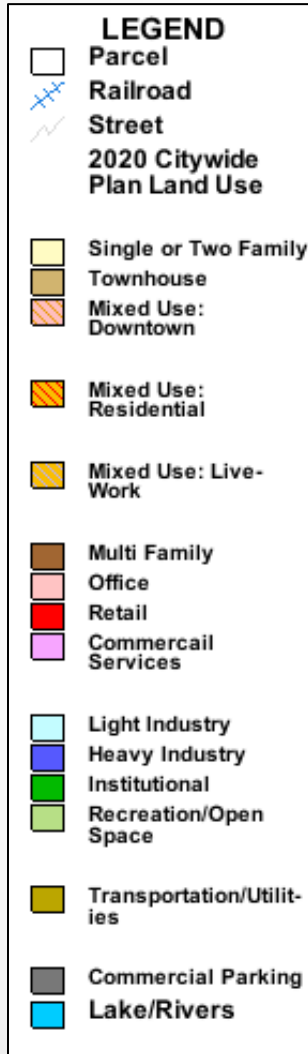 LEGEND
Parcel
Railroad
Street
2020 Citywide
Plan Land Use
Single or Two Family
Townhouse
Mixed Use:
Downtown
Mixed Use:
Residential
Mixed Use: Live-
Work
Multi Family
Office
Retail
Commercail
Services
Light Industry
Heavy Industry
Institutional
Recreation/Open
Space
Transportation/Utilit-
ies
Commercial Parking
Lake/Rivers